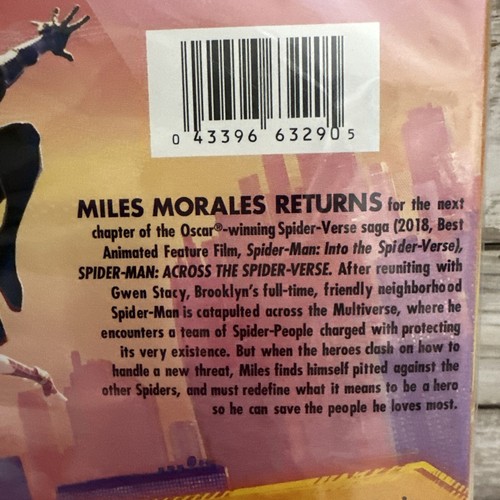 0 43396 63290 5
MILES MORALES RETURNS for the next
chapter of the Oscar®-winning Spider-Verse saga (2018, Best
Animated Feature Film, Spider-Man: Into the Spider-Verse),
SPIDER-MAN: ACROSS THE SPIDER-VERSE. After reuniting with
Gwen Stacy, Brooklyn's full-time, friendly neighborhood
Spider-Man is catapulted across the Multiverse, where he
encounters a team of Spider-People charged with protecting
its very existence. But when the heroes clash on how to
handle a new threat, Miles finds himself pitted against the
other Spiders, and must redefine what it means to be a hero
so he can save the people he loves most.